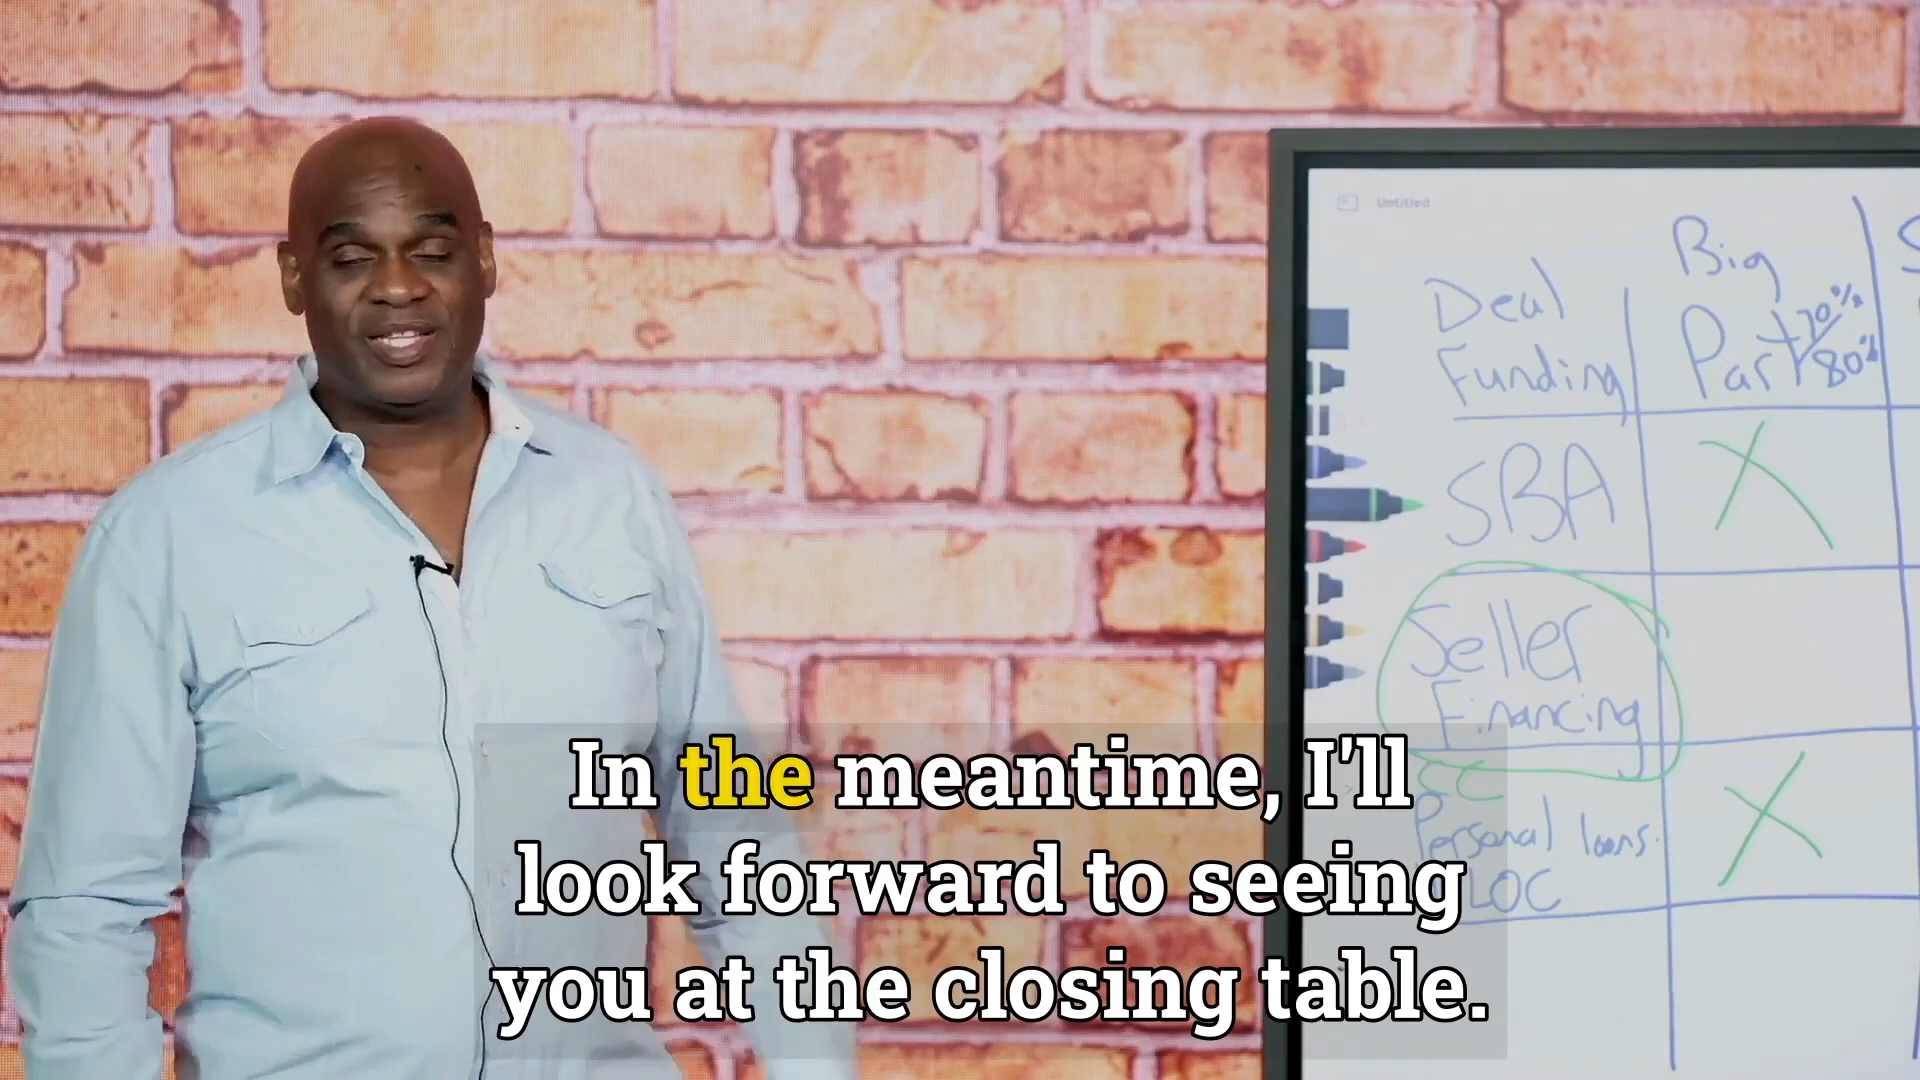 Untitled
Big
Deal
Part 70%
Funding
80%
SBA
Seller
Financing
Personal loans.
LOC
In the meantime, I'll
look forward to seeing
you at the closing table.